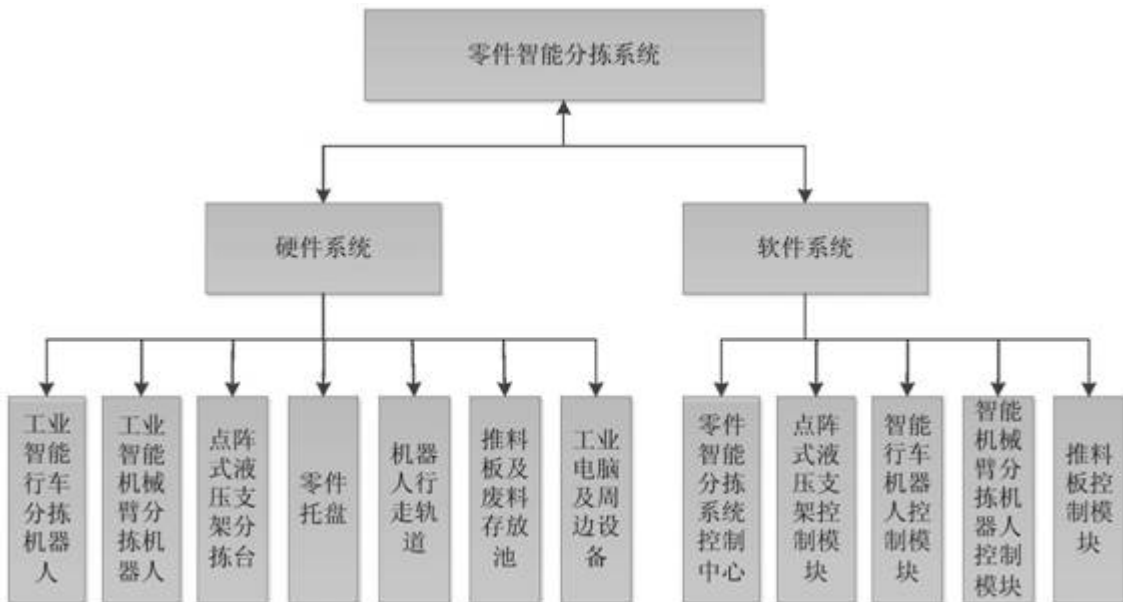 零件智能分拣系统
硬件系统
软件系统
工业
智能
行车
分拣
机器
人
工业
智能
机械
臂分
拣机
器人
点阵
式液
压支
架分
拣台
零件
托盘
机器
人行
走轨
道
推料
板及
废料
存放
池
工业
电脑
及周
边设
备
零件
智能
分拣
系统
控制
中心
点阵
式液
压支
架控
制模
块
智能
行车
机器
人控
制模
块
智能
机械
臂分
拣机
器人
控制
模块
推料
板控
制模
块